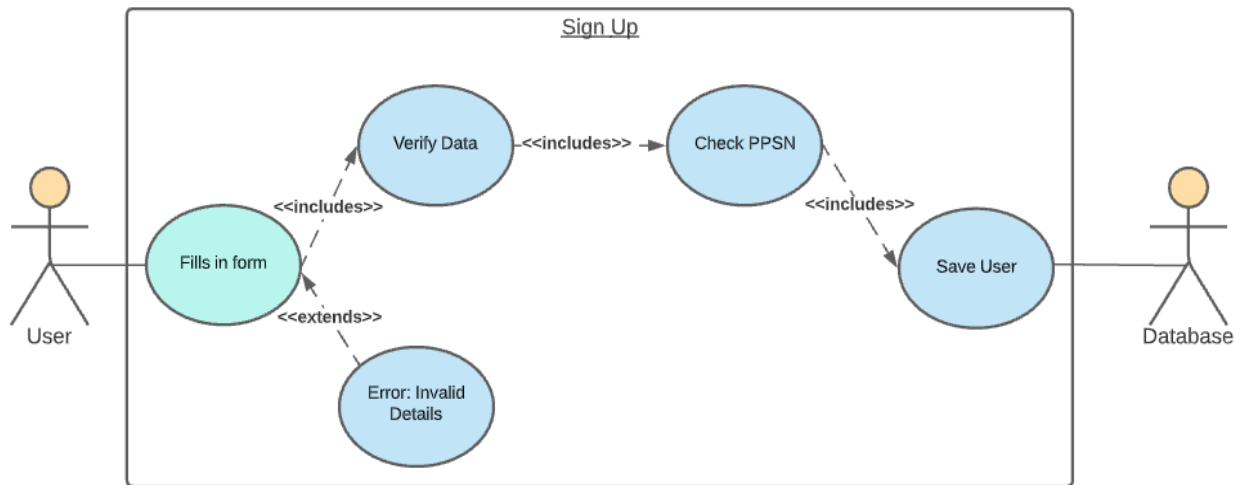 Sign Up
Verify Data
<<includes>>
Check PPSN
<<includes>>
<<includes>>
Fills in form
Save User
<<extends>>
User
Database
Error: Invalid
Details